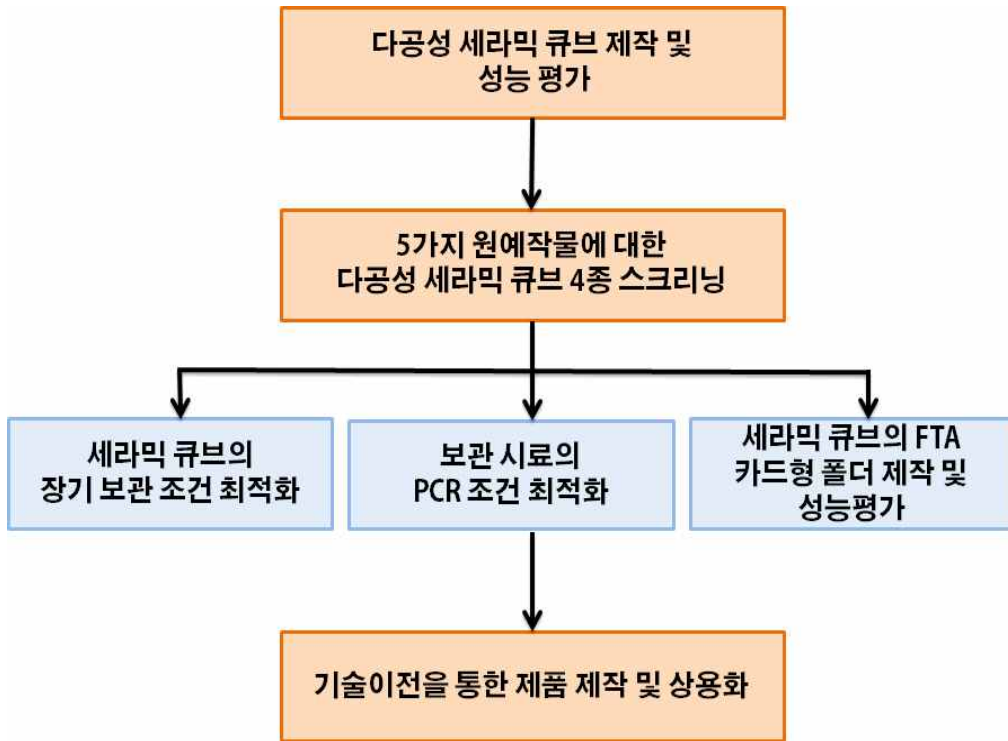 다공성 세라믹 큐브 제작 및
성능 평가
5가지 원예작물에 대한
다공성 세라믹 큐브 4종 스크리닝
세라믹 큐브의
장기 보관 조건 최적화
보관 시료의
PCR 조건 최적화
세라믹 큐브의 FTA
카드형 폴더 제작 및
성능평가
기술이전을 통한 제품 제작 및 상용화